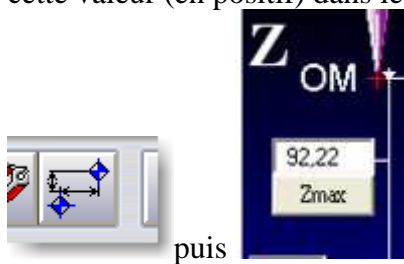 cette valeur (en positif) dans le
Z
OM
92,22
Zmax
puis